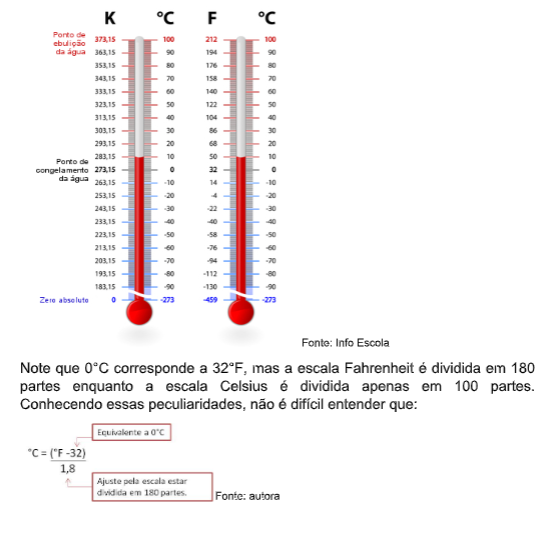 K °C F °C
Ponto de ebulição da água 373,15 100 212 100
363,15 90 194 90
353,15 80 176 80
343,15 70 158 70
333,15 60 140 60
323,15 50 122 50
313,15 40 104 40
303,15 30 86 30
293,15 20 68 20
283,15 10 50 10
Ponto de congelamento da água 273,15 0 32 0
263,15 -10 14 -10
253,15 -20 -4 -20
243,15 -30 -22 -30
233,15 -40 -40 -40
223,15 -50 -58 -50
213,15 -60 -76 -60
203,15 -70 -94 -70
193,15 -80 -112 -80
183,15 -90 -130 -90
Zero absoluto 0 -273 -459 -273
Fonte: Info Escola
Note que 0°C corresponde a 32°F, mas a escala Fahrenheit é dividida em 180
partes enquanto a escala Celsius é dividida apenas em 100 partes.
Conhecendo essas peculiaridades, não é difícil entender que:
Equivalente a 0°C
°C = (°F -32)
1,8
Ajuste pela escala estar
dividida em 180 partes.
Fonte: autora